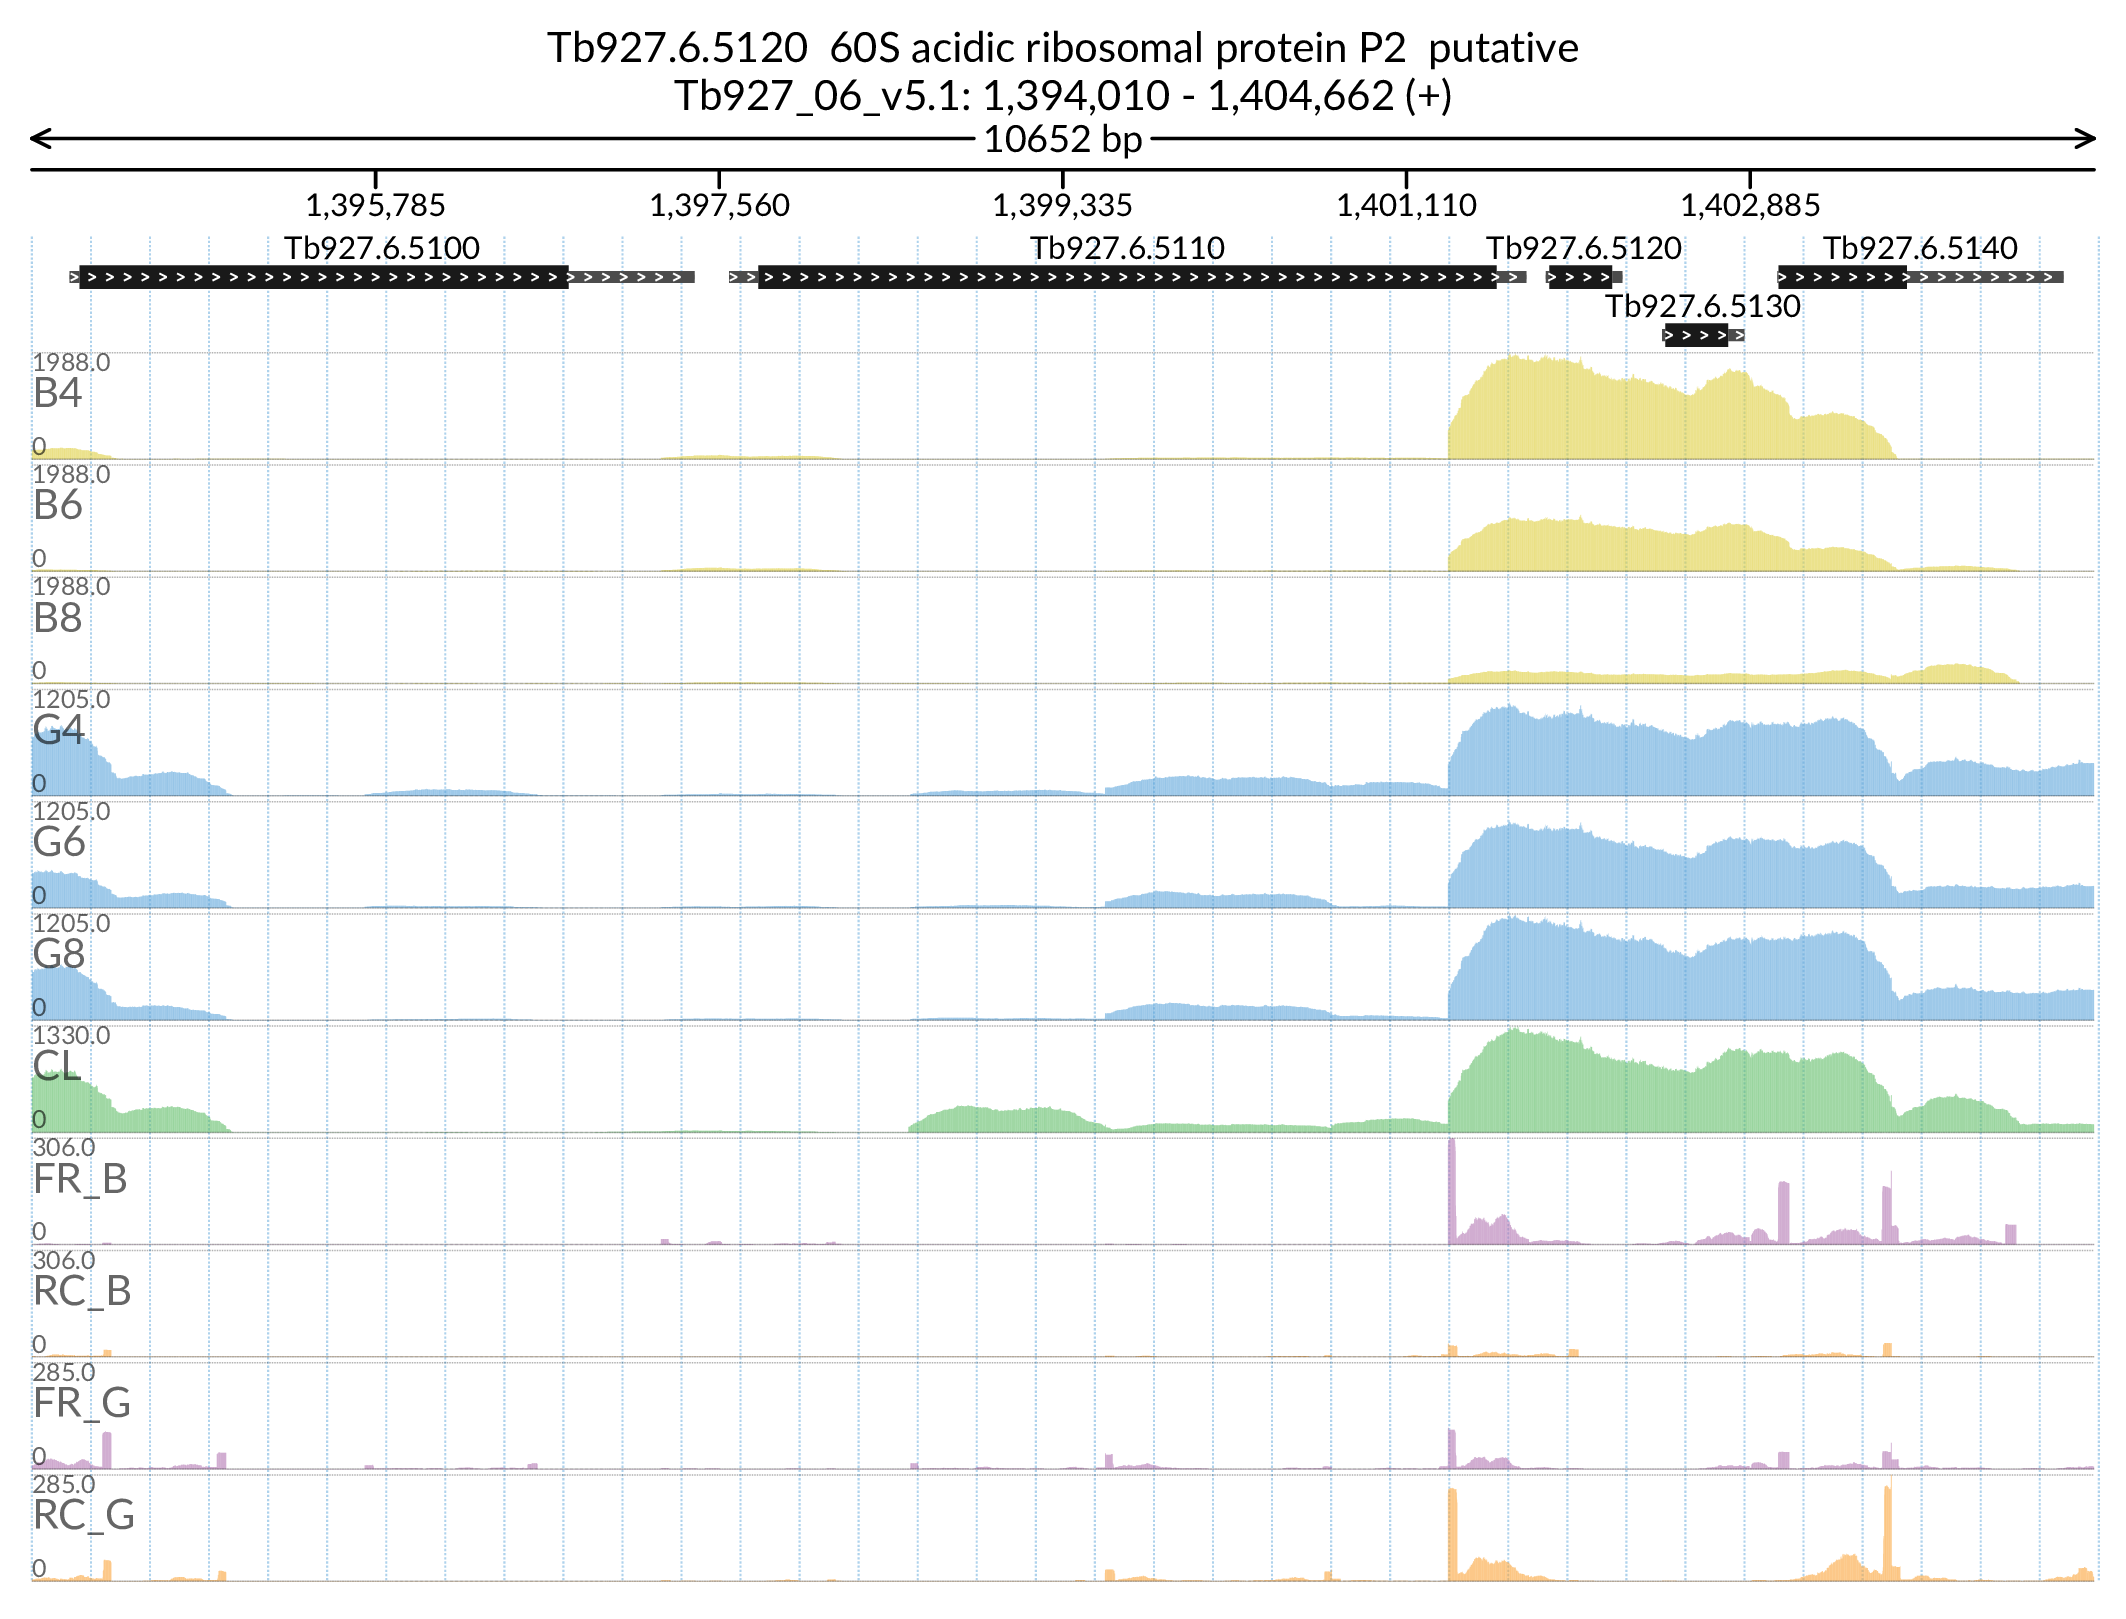 Tb927.6.5120  60S acidic ribosomal protein P2  putative
Tb927_06_v5.1: 1,394,010 - 1,404,662 (+)
10652 bp
1,395,785 1,397,560 1,399,335 1,401,110 1,402,885
Tb927.6.5100 Tb927.6.5110 Tb927.6.5120 Tb927.6.5140
Tb927.6.5130
1988.0
B4
0
1988.0
B6
0
1988.0
B8
0
1205.0
G4
0
1205.0
G6
0
1205.0
G8
0
1330.0
CL
0
306.0
FR_B
0
306.0
RC_B
0
285.0
FR_G
0
285.0
RC_G
0